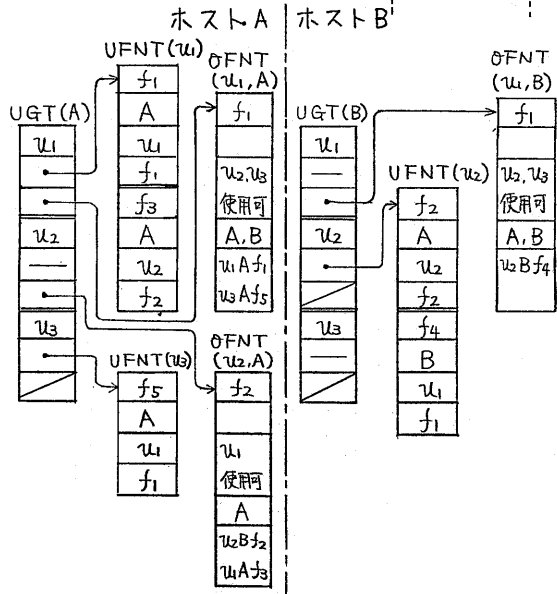 ホストA
ホストB
UFNT(u₁)
f₁
A
u₁
f₁
f₃
A
u₂
f₂
OFNT
(u₁,A)
f₁
u₂,u₃
使用可
A,B
u₁Af₁
u₃Af₅
UGT(A)
u₁
u₂
—
u₃
UFNT(u₃)
f₅
A
u₁
f₁
OFNT
(u₂,A)
f₂
u₁
使用可
A
u₂Bf₂
u₁Af₃
UGT(B)
u₁
—
u₂
u₃
—
UFNT(u₂)
f₂
A
u₂
f₂
f₄
B
u₁
f₁
OFNT
(u₁,B)
f₁
u₂,u₃
使用可
A,B
u₂Bf₄